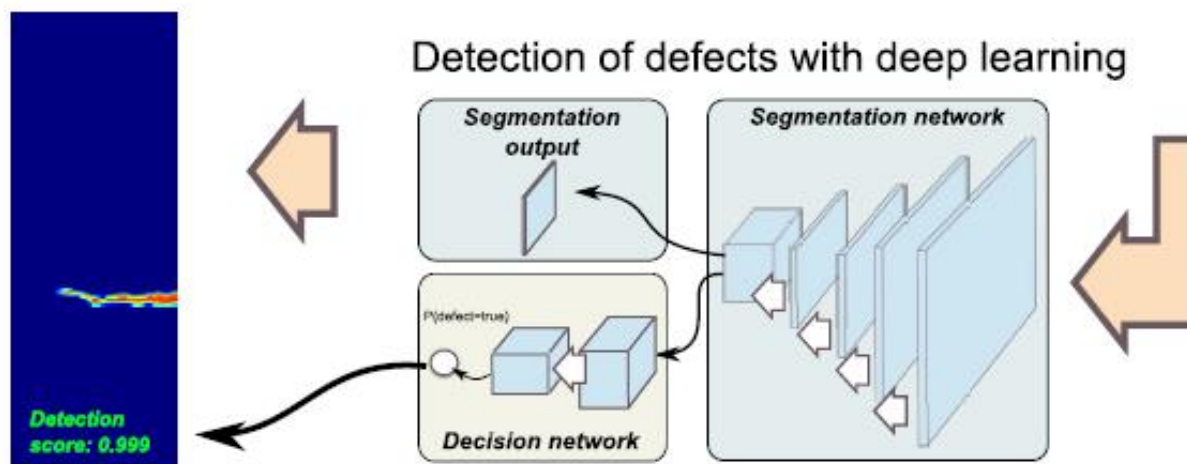 Detection of defects with deep learning
Segmentation
output
Segmentation network
P(defect=true)
Decision network
Detection
score: 0.999